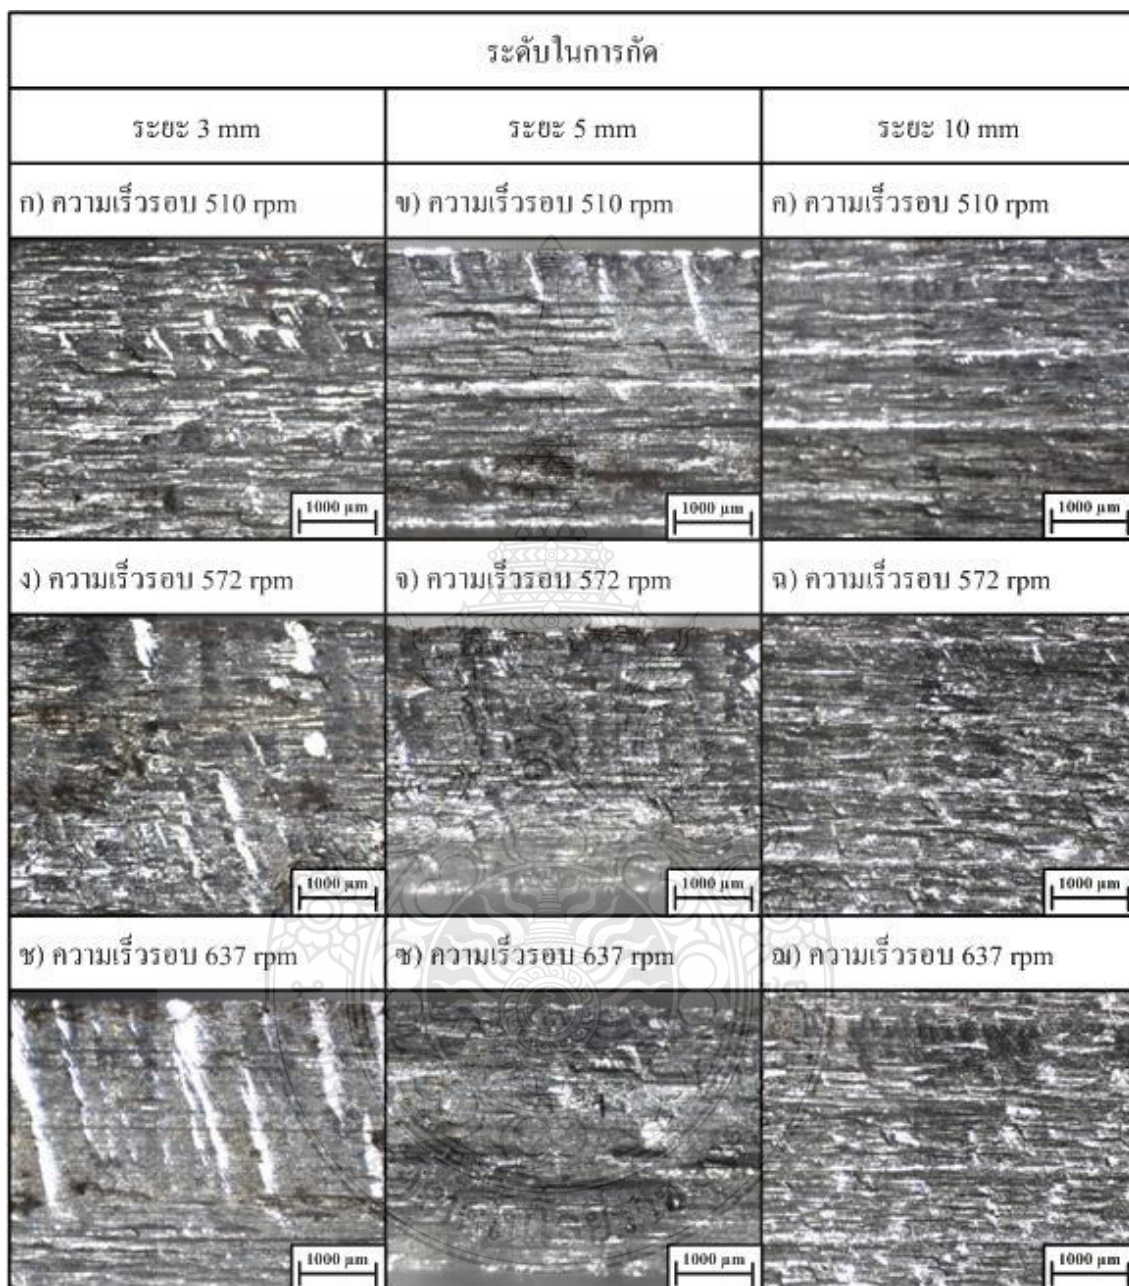 ระดับในการกัด
ระยะ 3 mm ระยะ 5 mm ระยะ 10 mm
ก) ความเร็วรอบ 510 rpm ข) ความเร็วรอบ 510 rpm ค) ความเร็วรอบ 510 rpm
1000 µm 1000 µm 1000 µm
ง) ความเร็วรอบ 572 rpm จ) ความเร็วรอบ 572 rpm ฉ) ความเร็วรอบ 572 rpm
1000 µm 1000 µm 1000 µm
ช) ความเร็วรอบ 637 rpm ซ) ความเร็วรอบ 637 rpm ฌ) ความเร็วรอบ 637 rpm
1000 µm 1000 µm 1000 µm